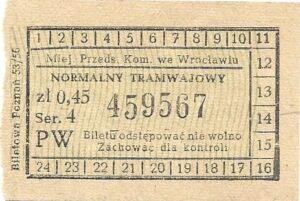 1 2 3 4 5 6 7 8 9 10 11
Miej. Przeds. Kom. we Wrocławiu
12
NORMALNY TRAMWAJOWY
13
zł 0,45
459567
Ser. 4
14
PW
Biletu odstępować nie wolno
15
Zachować dla kontroli
24 23 22 21 20 19 18 17 16
Biletowa Poznań 53/56